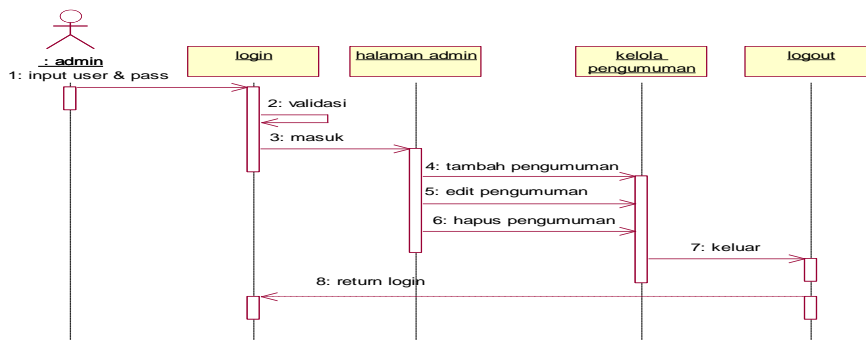 : admin
login
halaman admin
kelola
pengumuman
logout
1: input user & pass
2: validasi
3: masuk
4: tambah pengumuman
5: edit pengumuman
6: hapus pengumuman
7: keluar
8: return login